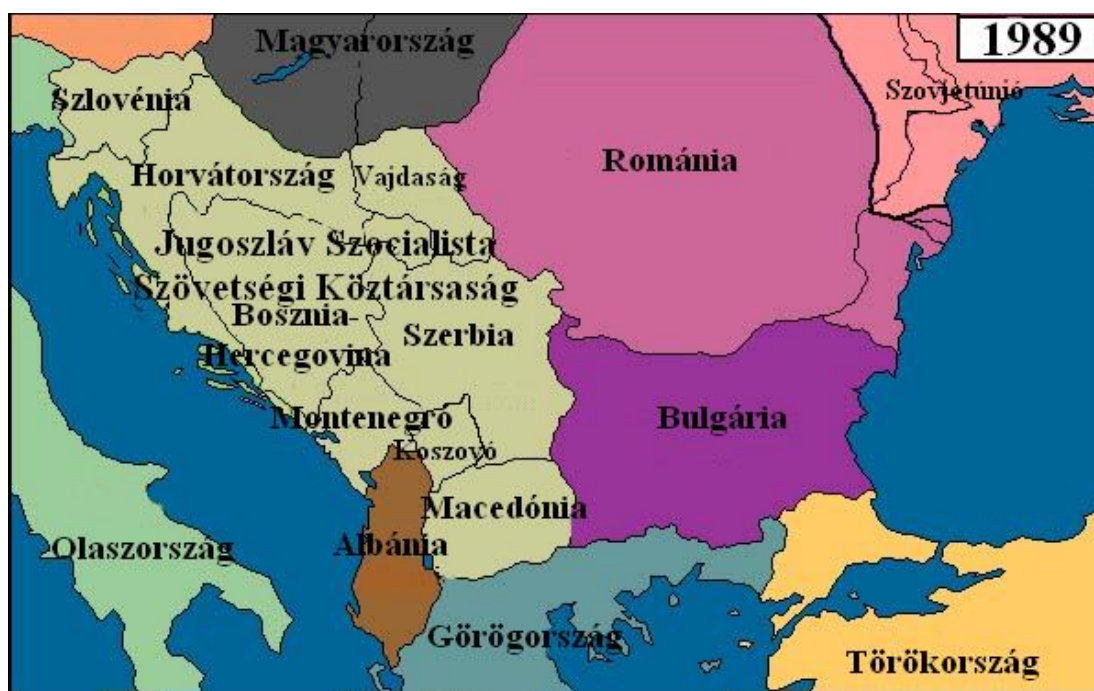 1989
Magyarország
Szlovénia
Szovjetúnió
Horvátország
Vajdaság
Románia
Jugoszláv Szocialista
Szövetségi Köztársaság
Bosznia-
Hercegovina
Szerbia
Montenegró
Koszovó
Bulgária
Macedónia
Olaszország
Albánia
Görögország
Törökország